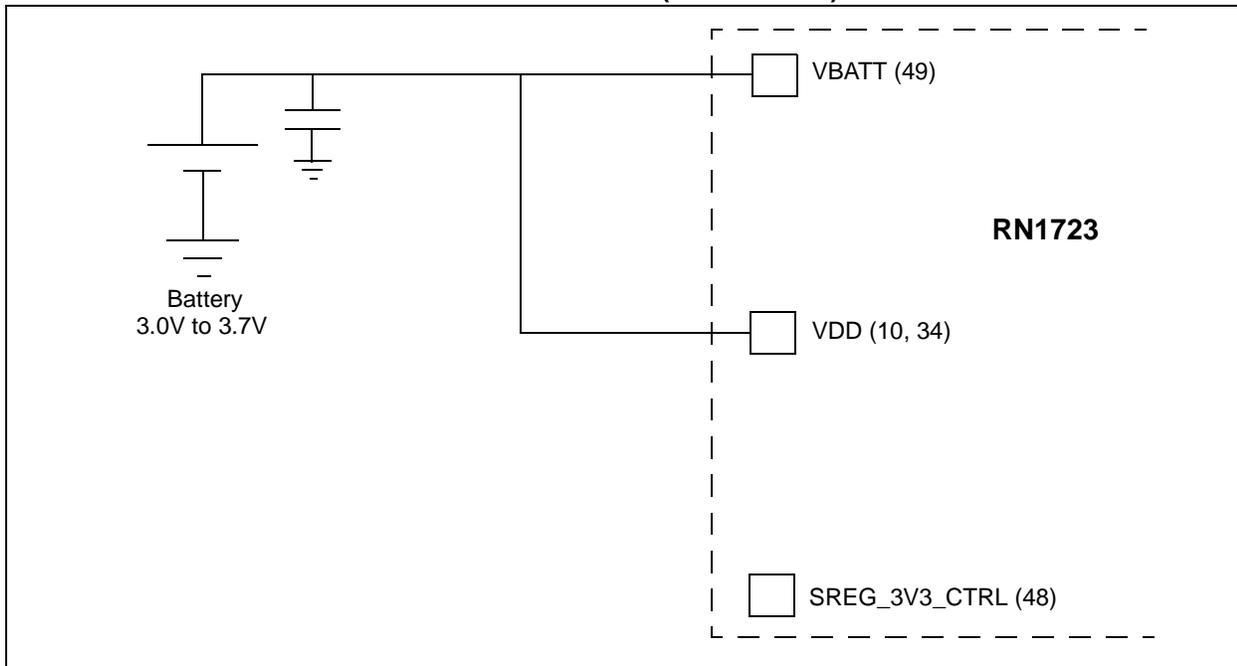 VBATT (49)
RN1723
Battery
3.0V to 3.7V
VDD (10, 34)
SREG_3V3_CTRL (48)